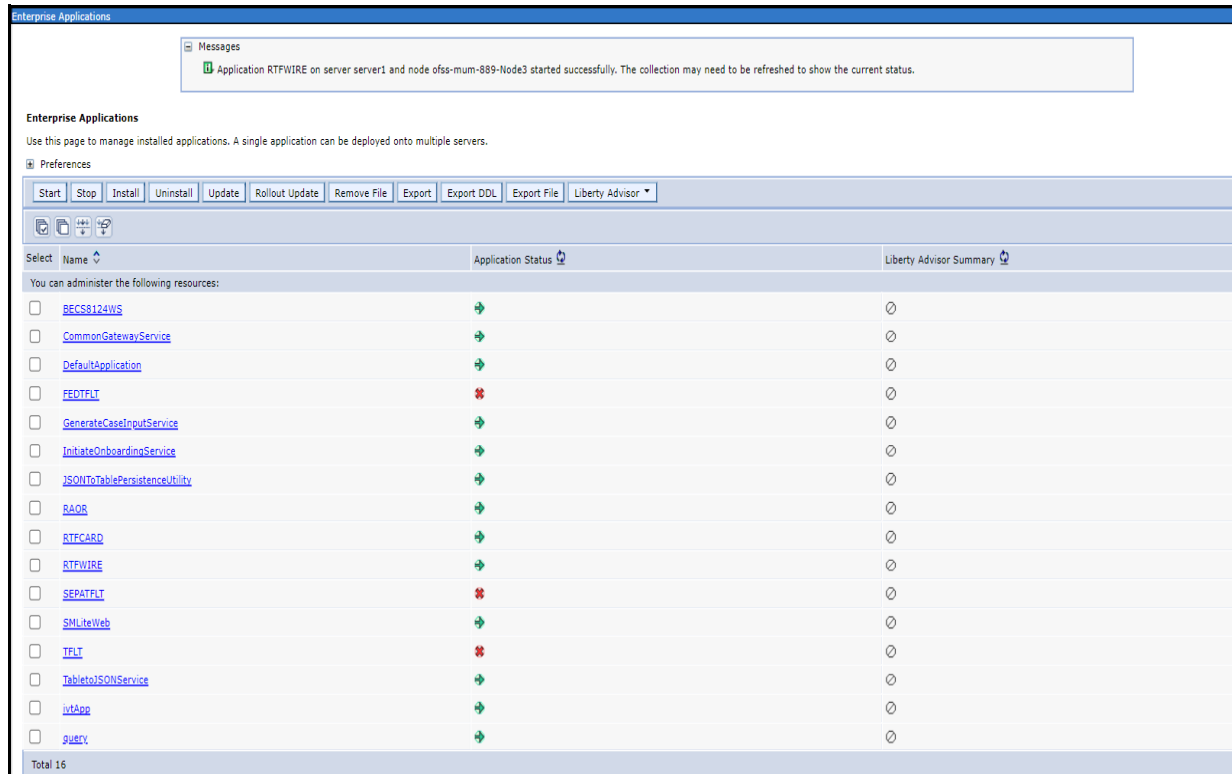 Enterprise Applications
Messages
Application RTFWIRE on server server1 and node ofss-mum-889-Node3 started successfully. The collection may need to be refreshed to show the current status.
Enterprise Applications
Use this page to manage installed applications. A single application can be deployed onto multiple servers.
Preferences
Start Stop Install Uninstall Update Rollout Update Remove File Export Export DDL Export File Liberty Advisor
Select Name Application Status Liberty Advisor Summary
You can administer the following resources:
BECS8124WS
CommonGatewayService
DefaultApplication
FEDTFLT
GenerateCaseInputService
InitiateOnboardingService
JSONToTablePersistenceUtility
RAOR
RTFCARD
RTFWIRE
SEPATFLT
SMLiteWeb
TFLT
TabletoJSONService
ivtApp
query
Total 16